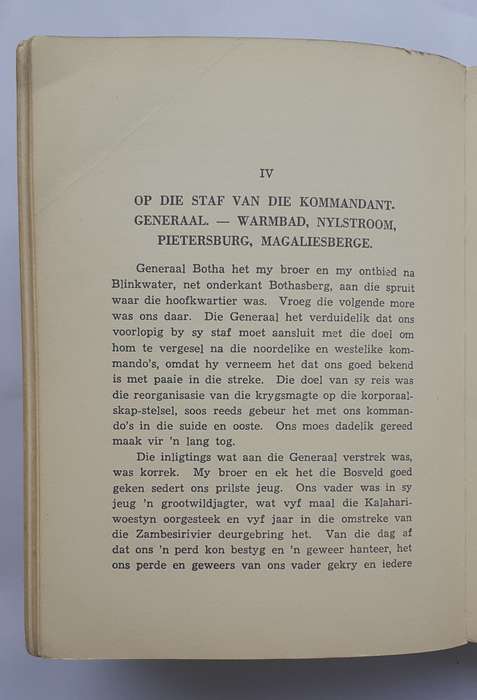 IV
OP DIE STAF VAN DIE KOMMANDANT-
GENERAAL. — WARMBAD, NYLSTROOM,
PIETERSBURG, MAGALIESBERGE.
Generaal Botha het my broer en my ontbied na
Blinkwater, net onderkant Bothasberg, aan die spruit
waar die hoofkwartier was. Vroeg die volgende more
was ons daar. Die Generaal het verduidelik dat ons
voorlopig by sy staf moet aansluit met die doel om
hom te vergesel na die noordelike en westelike kom-
mando's, omdat hy verneem het dat ons goed bekend
is met paaie in die streke. Die doel van sy reis was
die reorganisasie van die krygsmagte op die korporaal-
skap-stelsel, soos reeds gebeur het met ons komman-
do's in die suide en ooste. Ons moes dadelik gereed
maak vir 'n lang tog.
Die inligtings wat aan die Generaal verstrek was,
was korrek. My broer en ek het die Bosveld goed
geken sedert ons prilste jeug. Ons vader was in sy
jeug 'n grootwildjagter, wat vyf maal die Kalahari-
woestyn oorgesteek en vyf jaar in die omstreke van
die Zambesirivier deurgebring het. Van die dag af
dat ons 'n perd kon bestyg en 'n geweer hanteer, het
ons perde en geweers van ons vader gekry en iedere